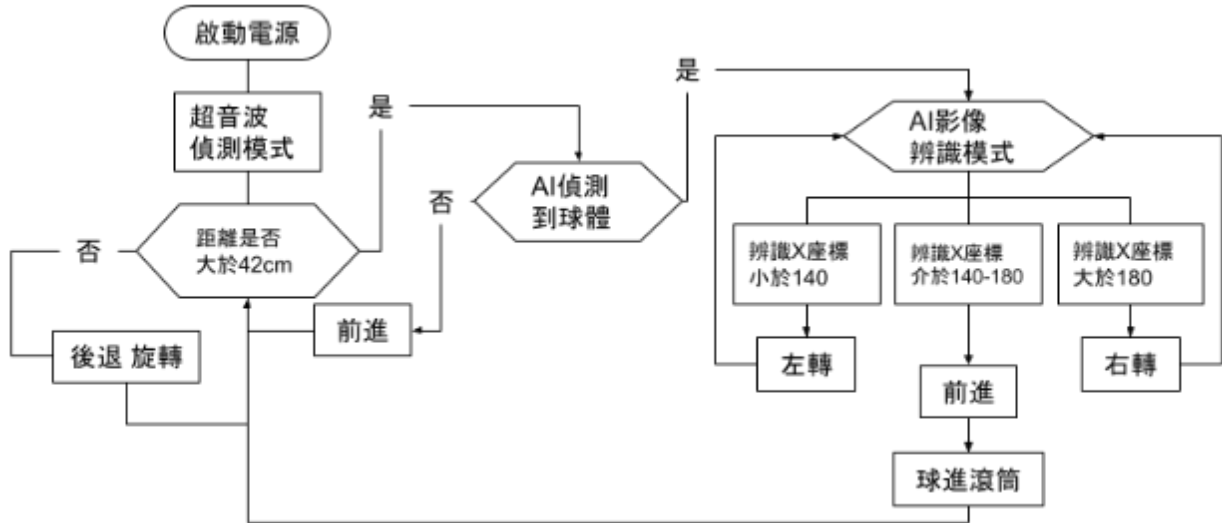 啟動電源
超音波
偵測模式
距離是否
大於42cm
否
後退 旋轉
是
AI偵測
到球體
否
前進
是
AI影像
辨識模式
辨識X座標
小於140
辨識X座標
介於140-180
辨識X座標
大於180
左轉
前進
右轉
球進滾筒